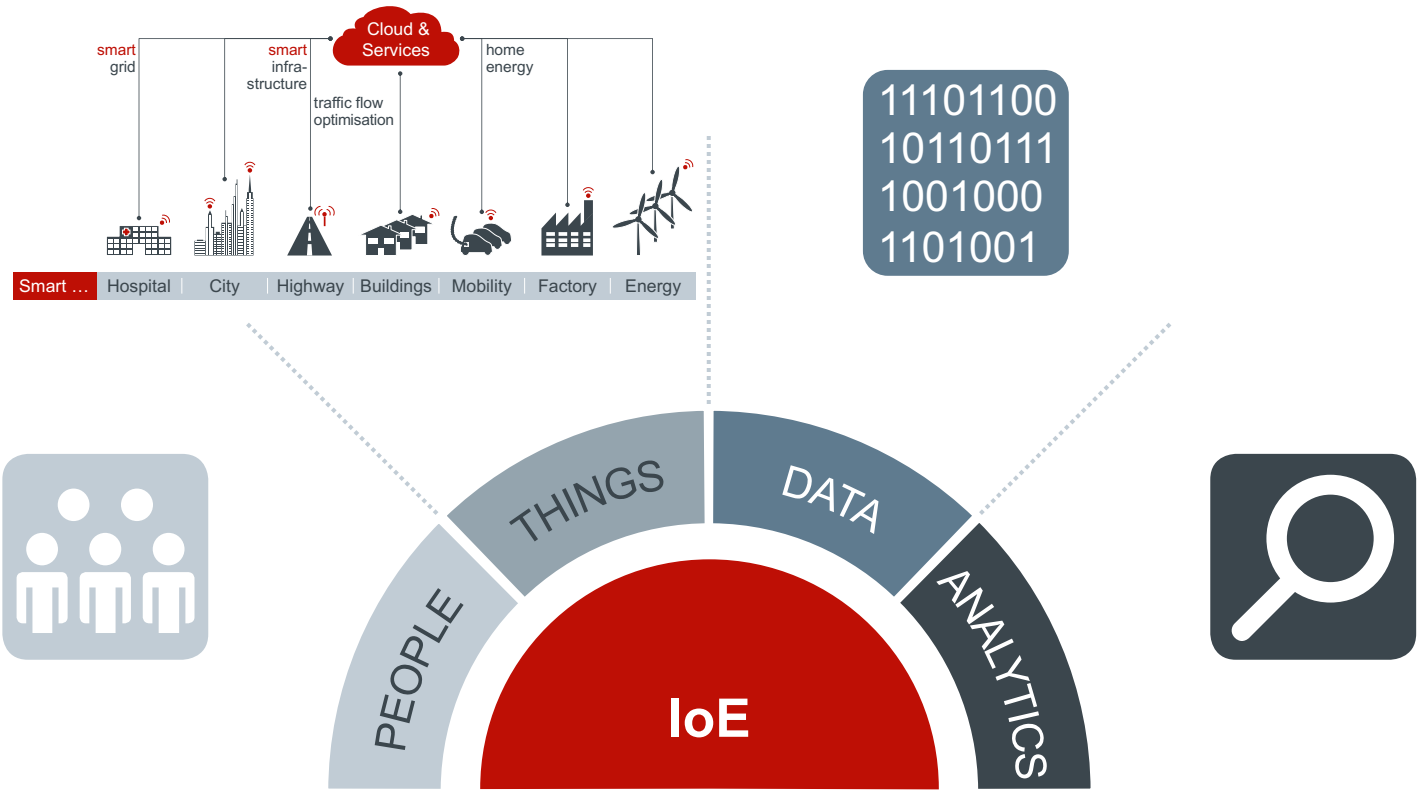 Cloud &
Services
smart
grid
smart
infra-
structure
traffic flow
optimisation
home
energy
Smart …
Hospital
City
Highway
Buildings
Mobility
Factory
Energy
11101100
10110111
1001000
1101001
PEOPLE
THINGS
DATA
ANALYTICS
IoE